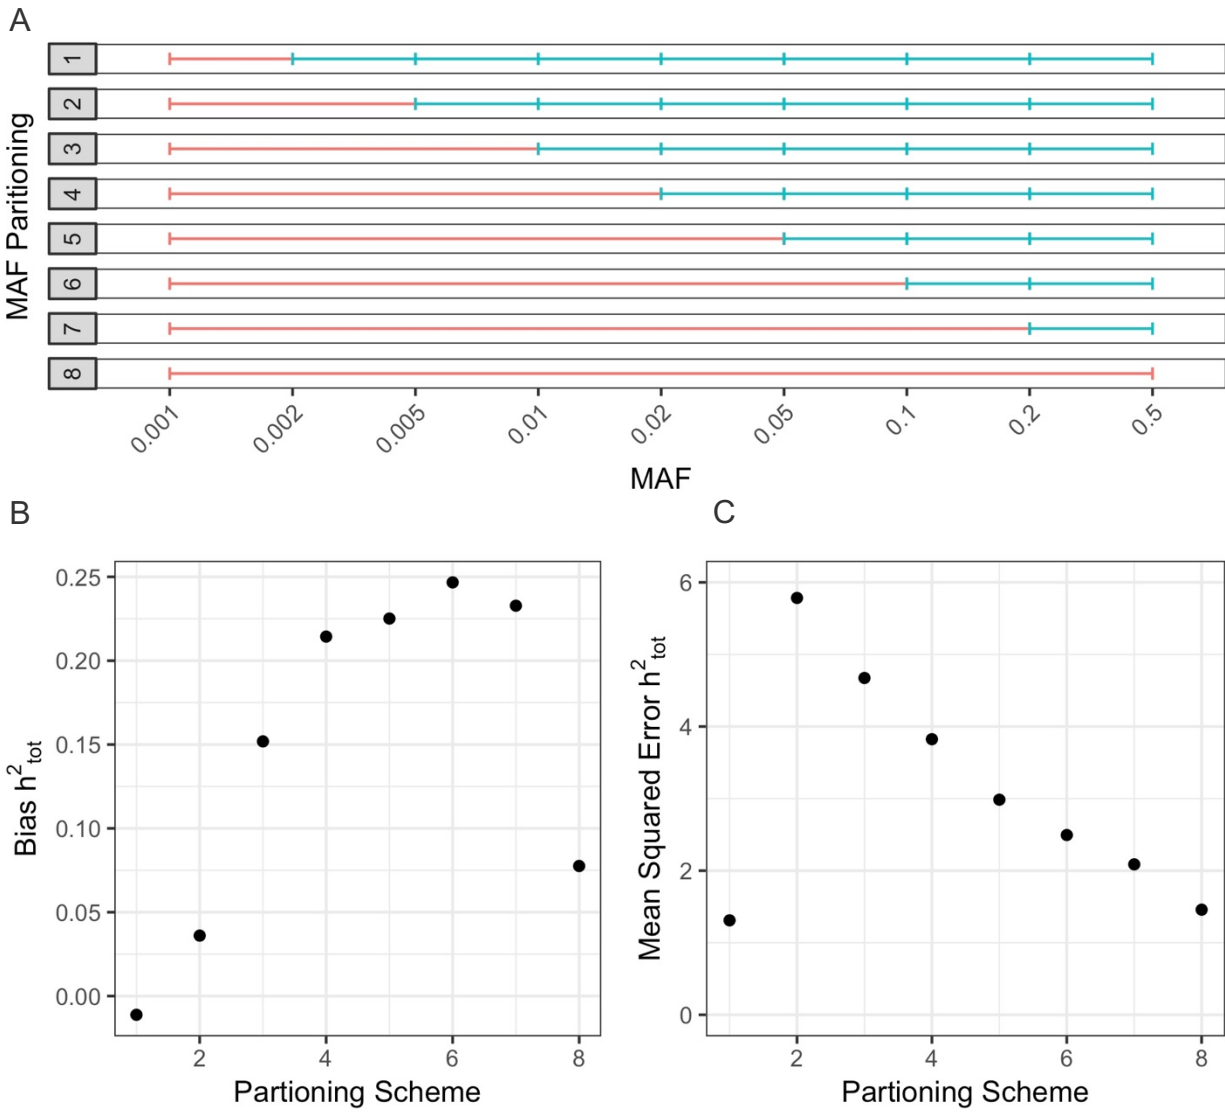 A
MAF Paritioning
1
2
3
4
5
6
7
8
0.001 0.002 0.005 0.01 0.02 0.05 0.1 0.2 0.5
MAF
B
Bias h²tot
0.25
0.20
0.15
0.10
0.05
0.00
2 4 6 8
Partioning Scheme
C
Mean Squared Error h²tot
6
4
2
0
2 4 6 8
Partioning Scheme